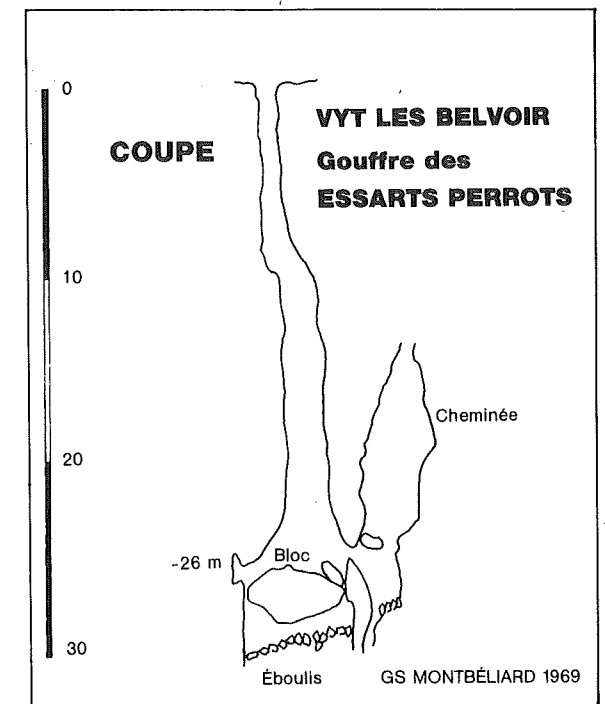 0
COUPE
VYT LES BELVOIR
Gouffre des
ESSARTS PERROTS
10
Cheminée
20
-26 m
Bloc
30
Éboulis
GS MONTBÉLIARD 1969